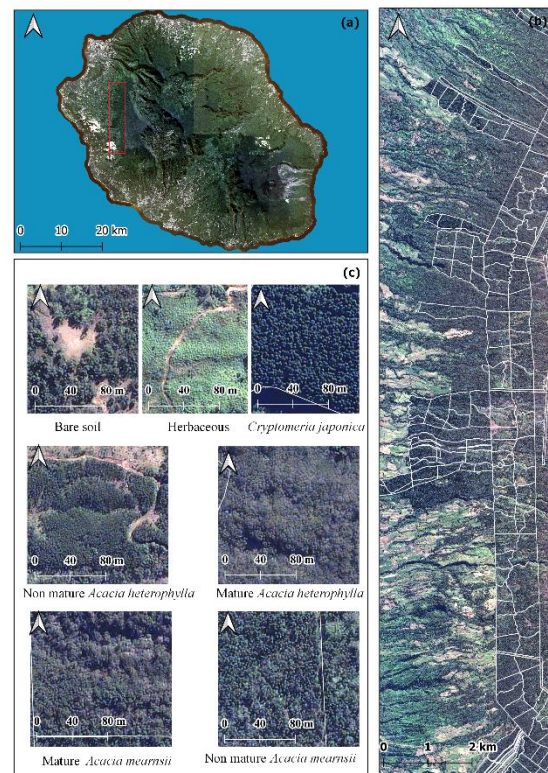 (a)
0 10 20 km
(b)
0 1 2 km
(c)
0 40 80 m
0 40 80 m
0 40 80 m
Bare soil
Herbaceous
Cryptomeria japonica
0 40 80 m
0 40 80 m
Non mature Acacia heterophylla
Mature Acacia heterophylla
0 40 80 m
0 40 80 m
Mature Acacia mearnsii
Non mature Acacia mearnsii